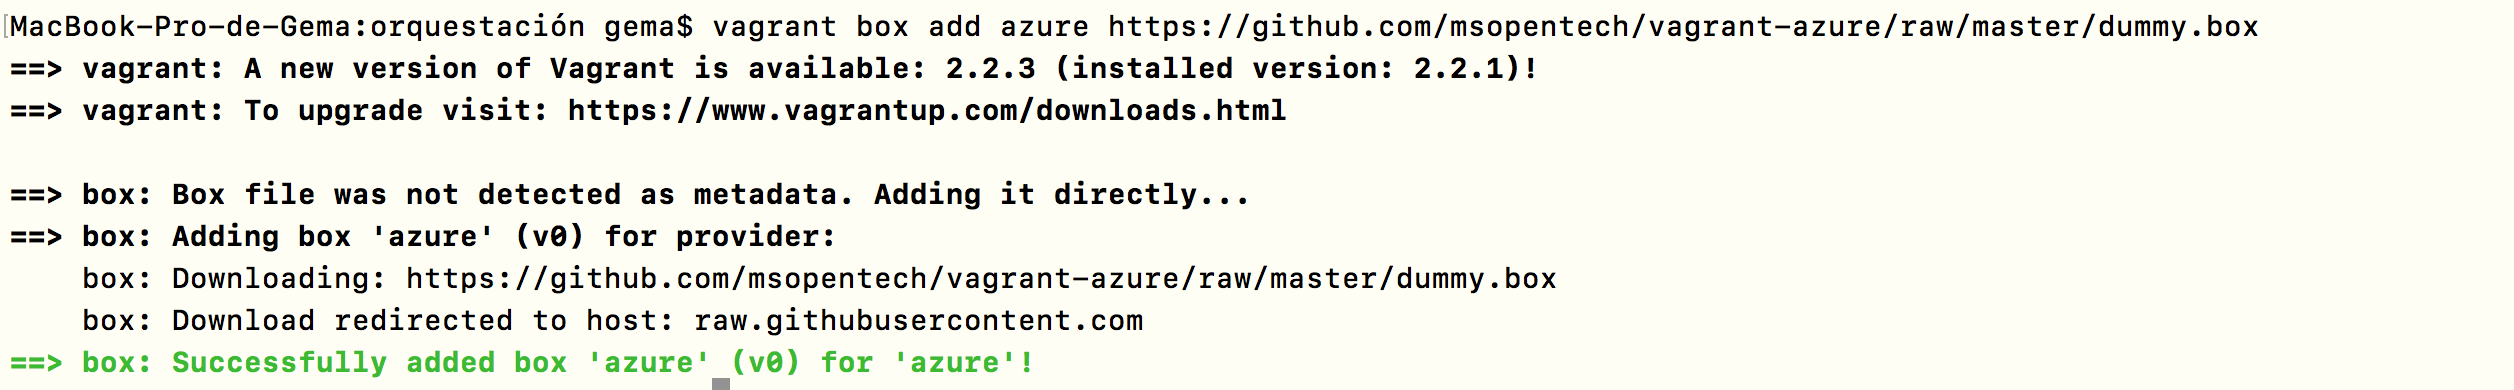 MacBook-Pro-de-Gema:orquestación gema$ vagrant box add azure https://github.com/msopentech/vagrant-azure/raw/master/dummy.box
==> vagrant: A new version of Vagrant is available: 2.2.3 (installed version: 2.2.1)!
==> vagrant: To upgrade visit: https://www.vagrantup.com/downloads.html
==> box: Box file was not detected as metadata. Adding it directly...
==> box: Adding box 'azure' (v0) for provider:
box: Downloading: https://github.com/msopentech/vagrant-azure/raw/master/dummy.box
box: Download redirected to host: raw.githubusercontent.com
==> box: Successfully added box 'azure' (v0) for 'azure'!